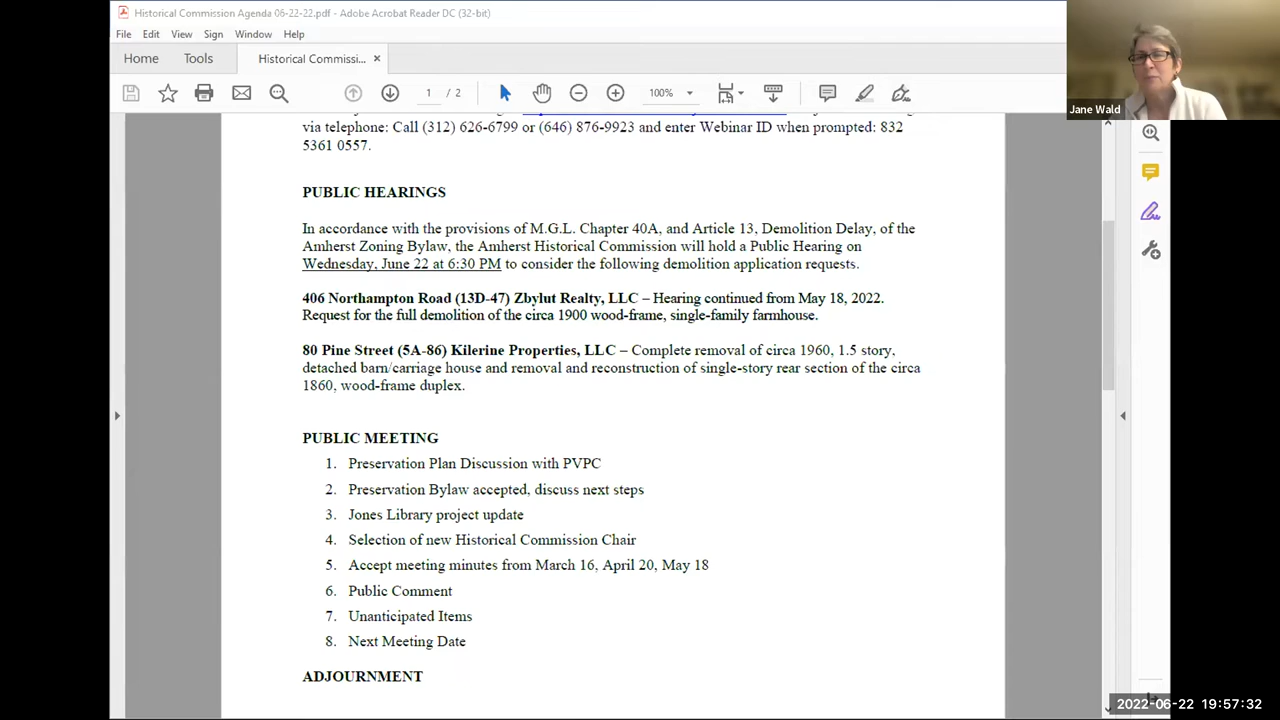 Historical Commission Agenda 06-22-22.pdf - Adobe Acrobat Reader DC (32-bit)
File Edit View Sign Window Help
Home Tools Historical Commissi... ×
1 / 2 100%
Jane Wald
via telephone: Call (312) 626-6799 or (646) 876-9923 and enter Webinar ID when prompted: 832
5361 0557.
PUBLIC HEARINGS
In accordance with the provisions of M.G.L. Chapter 40A, and Article 13, Demolition Delay, of the
Amherst Zoning Bylaw, the Amherst Historical Commission will hold a Public Hearing on
Wednesday, June 22 at 6:30 PM to consider the following demolition application requests.
406 Northampton Road (13D-47) Zbylut Realty, LLC – Hearing continued from May 18, 2022.
Request for the full demolition of the circa 1900 wood-frame, single-family farmhouse.
80 Pine Street (5A-86) Kilerine Properties, LLC – Complete removal of circa 1960, 1.5 story,
detached barn/carriage house and removal and reconstruction of single-story rear section of the circa
1860, wood-frame duplex.
PUBLIC MEETING
1. Preservation Plan Discussion with PVPC
2. Preservation Bylaw accepted, discuss next steps
3. Jones Library project update
4. Selection of new Historical Commission Chair
5. Accept meeting minutes from March 16, April 20, May 18
6. Public Comment
7. Unanticipated Items
8. Next Meeting Date
ADJOURNMENT
2022-06-22 19:57:32